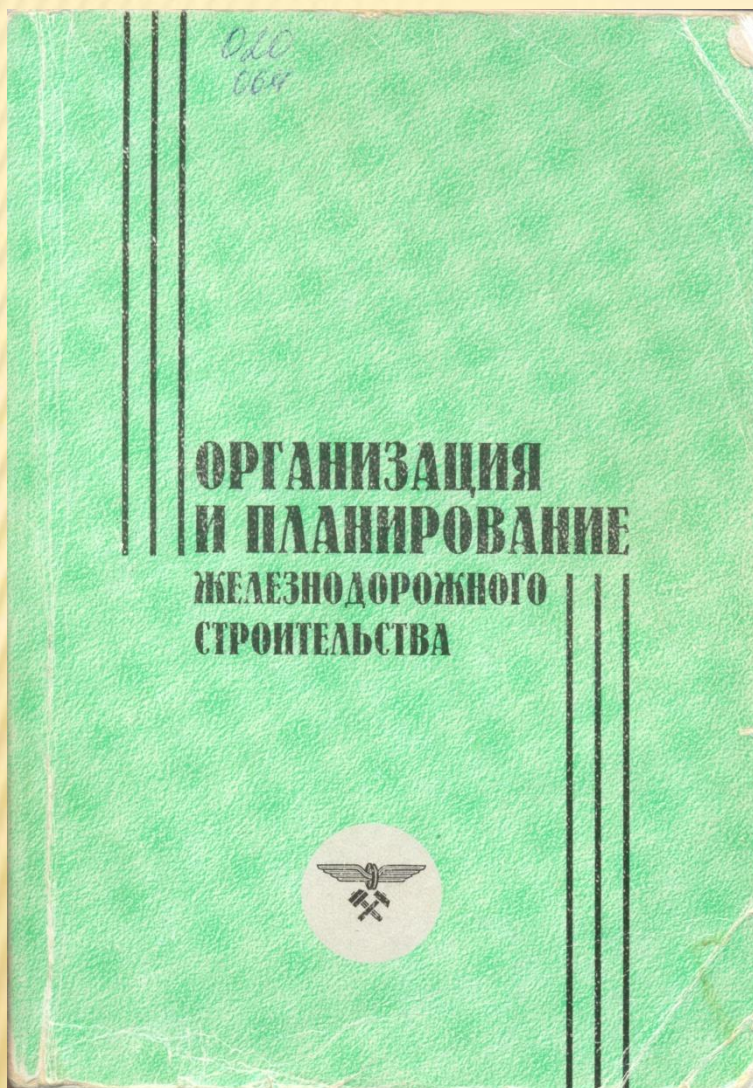 020
064
ОРГАНИЗАЦИЯ
И ПЛАНИРОВАНИЕ
ЖЕЛЕЗНОДОРОЖНОГО
СТРОИТЕЛЬСТВА